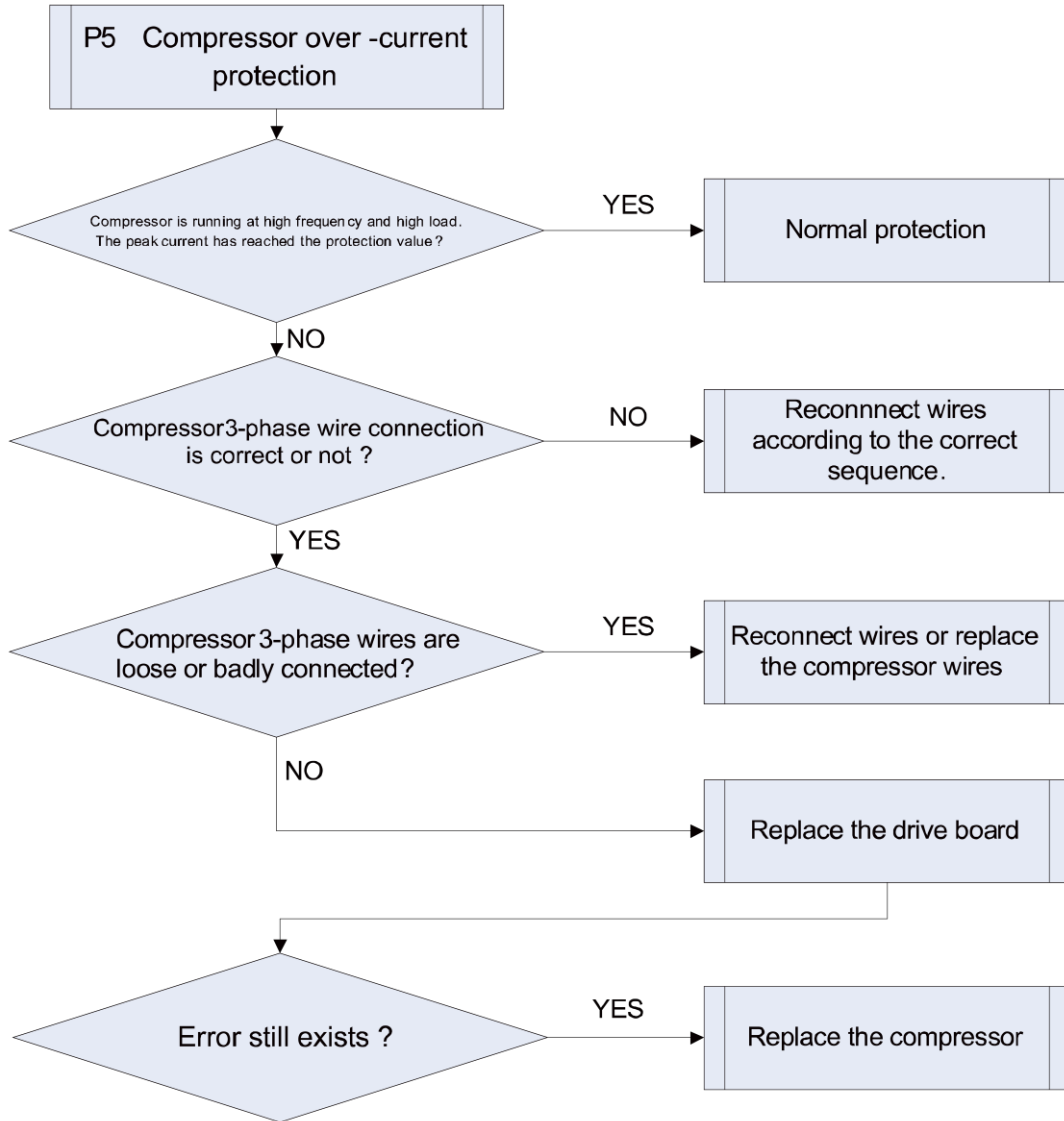 P5 Compressor over -current
protection
Compressor is running at high frequency and high load.
The peak current has reached the protection value ?
YES
Normal protection
NO
Compressor 3-phase wire connection
is correct or not ?
NO
Reconnnect wires
according to the correct
sequence.
YES
Compressor 3-phase wires are
loose or badly connected ?
YES
Reconnect wires or replace
the compressor wires
NO
Replace the drive board
Error still exists ?
YES
Replace the compressor